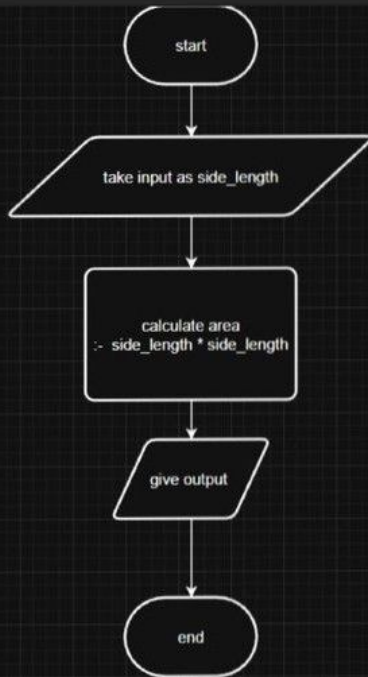 start
take input as side_length
calculate area
:- side_length * side_length
give output
end